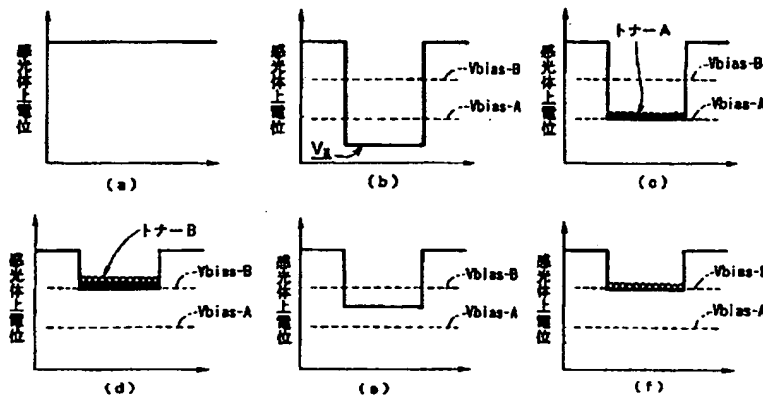 感光体上電位
(a)
感光体上電位
Vbias-B
Vbias-A
(b)
感光体上電位
トナーA
Vbias-B
Vbias-A
(c)
感光体上電位
トナーB
Vbias-B
Vbias-A
(d)
感光体上電位
Vbias-B
Vbias-A
(e)
感光体上電位
Vbias-B
Vbias-A
(f)